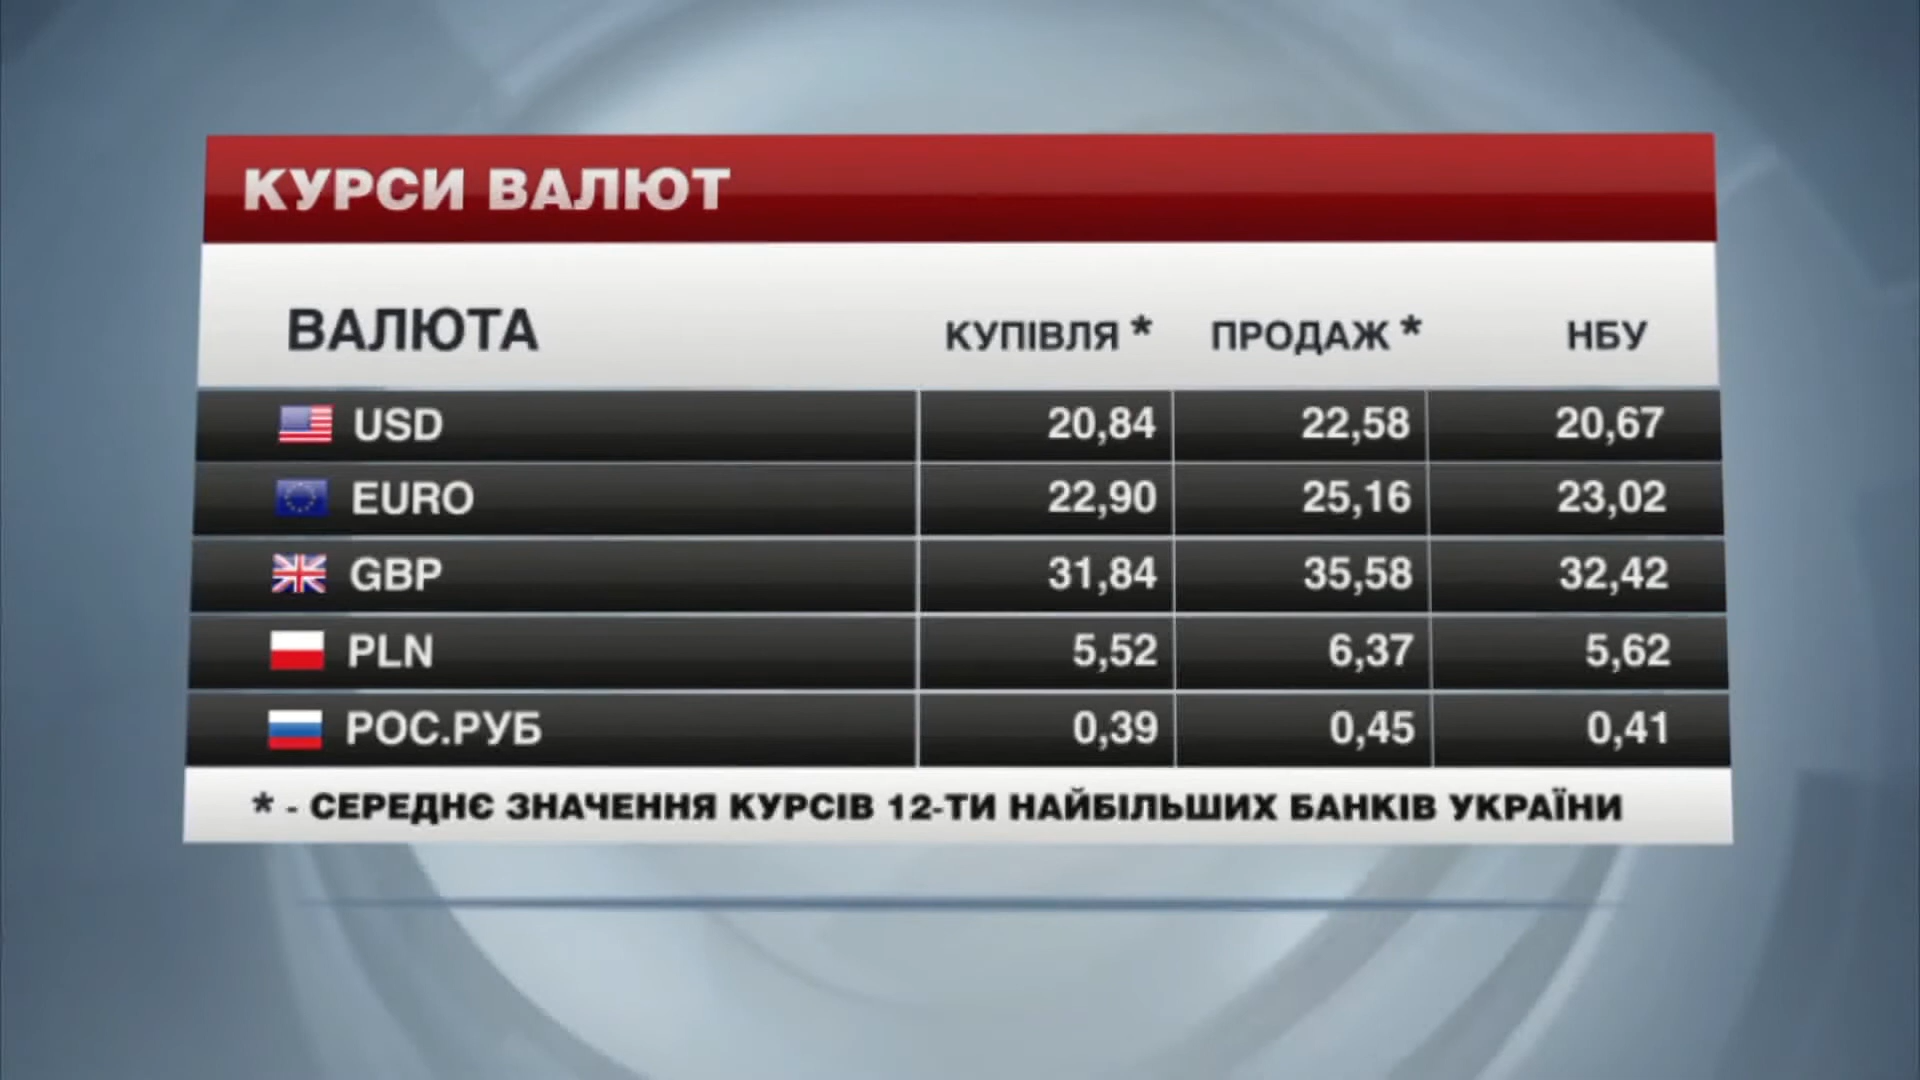 КУРСИ ВАЛЮТ
ВАЛЮТА КУПІВЛЯ * ПРОДАЖ * НБУ
USD 20,84 22,58 20,67
EURO 22,90 25,16 23,02
GBP 31,84 35,58 32,42
PLN 5,52 6,37 5,62
РОС.РУБ 0,39 0,45 0,41
* - СЕРЕДНЄ ЗНАЧЕННЯ КУРСІВ 12-ТИ НАЙБІЛЬШИХ БАНКІВ УКРАЇНИ